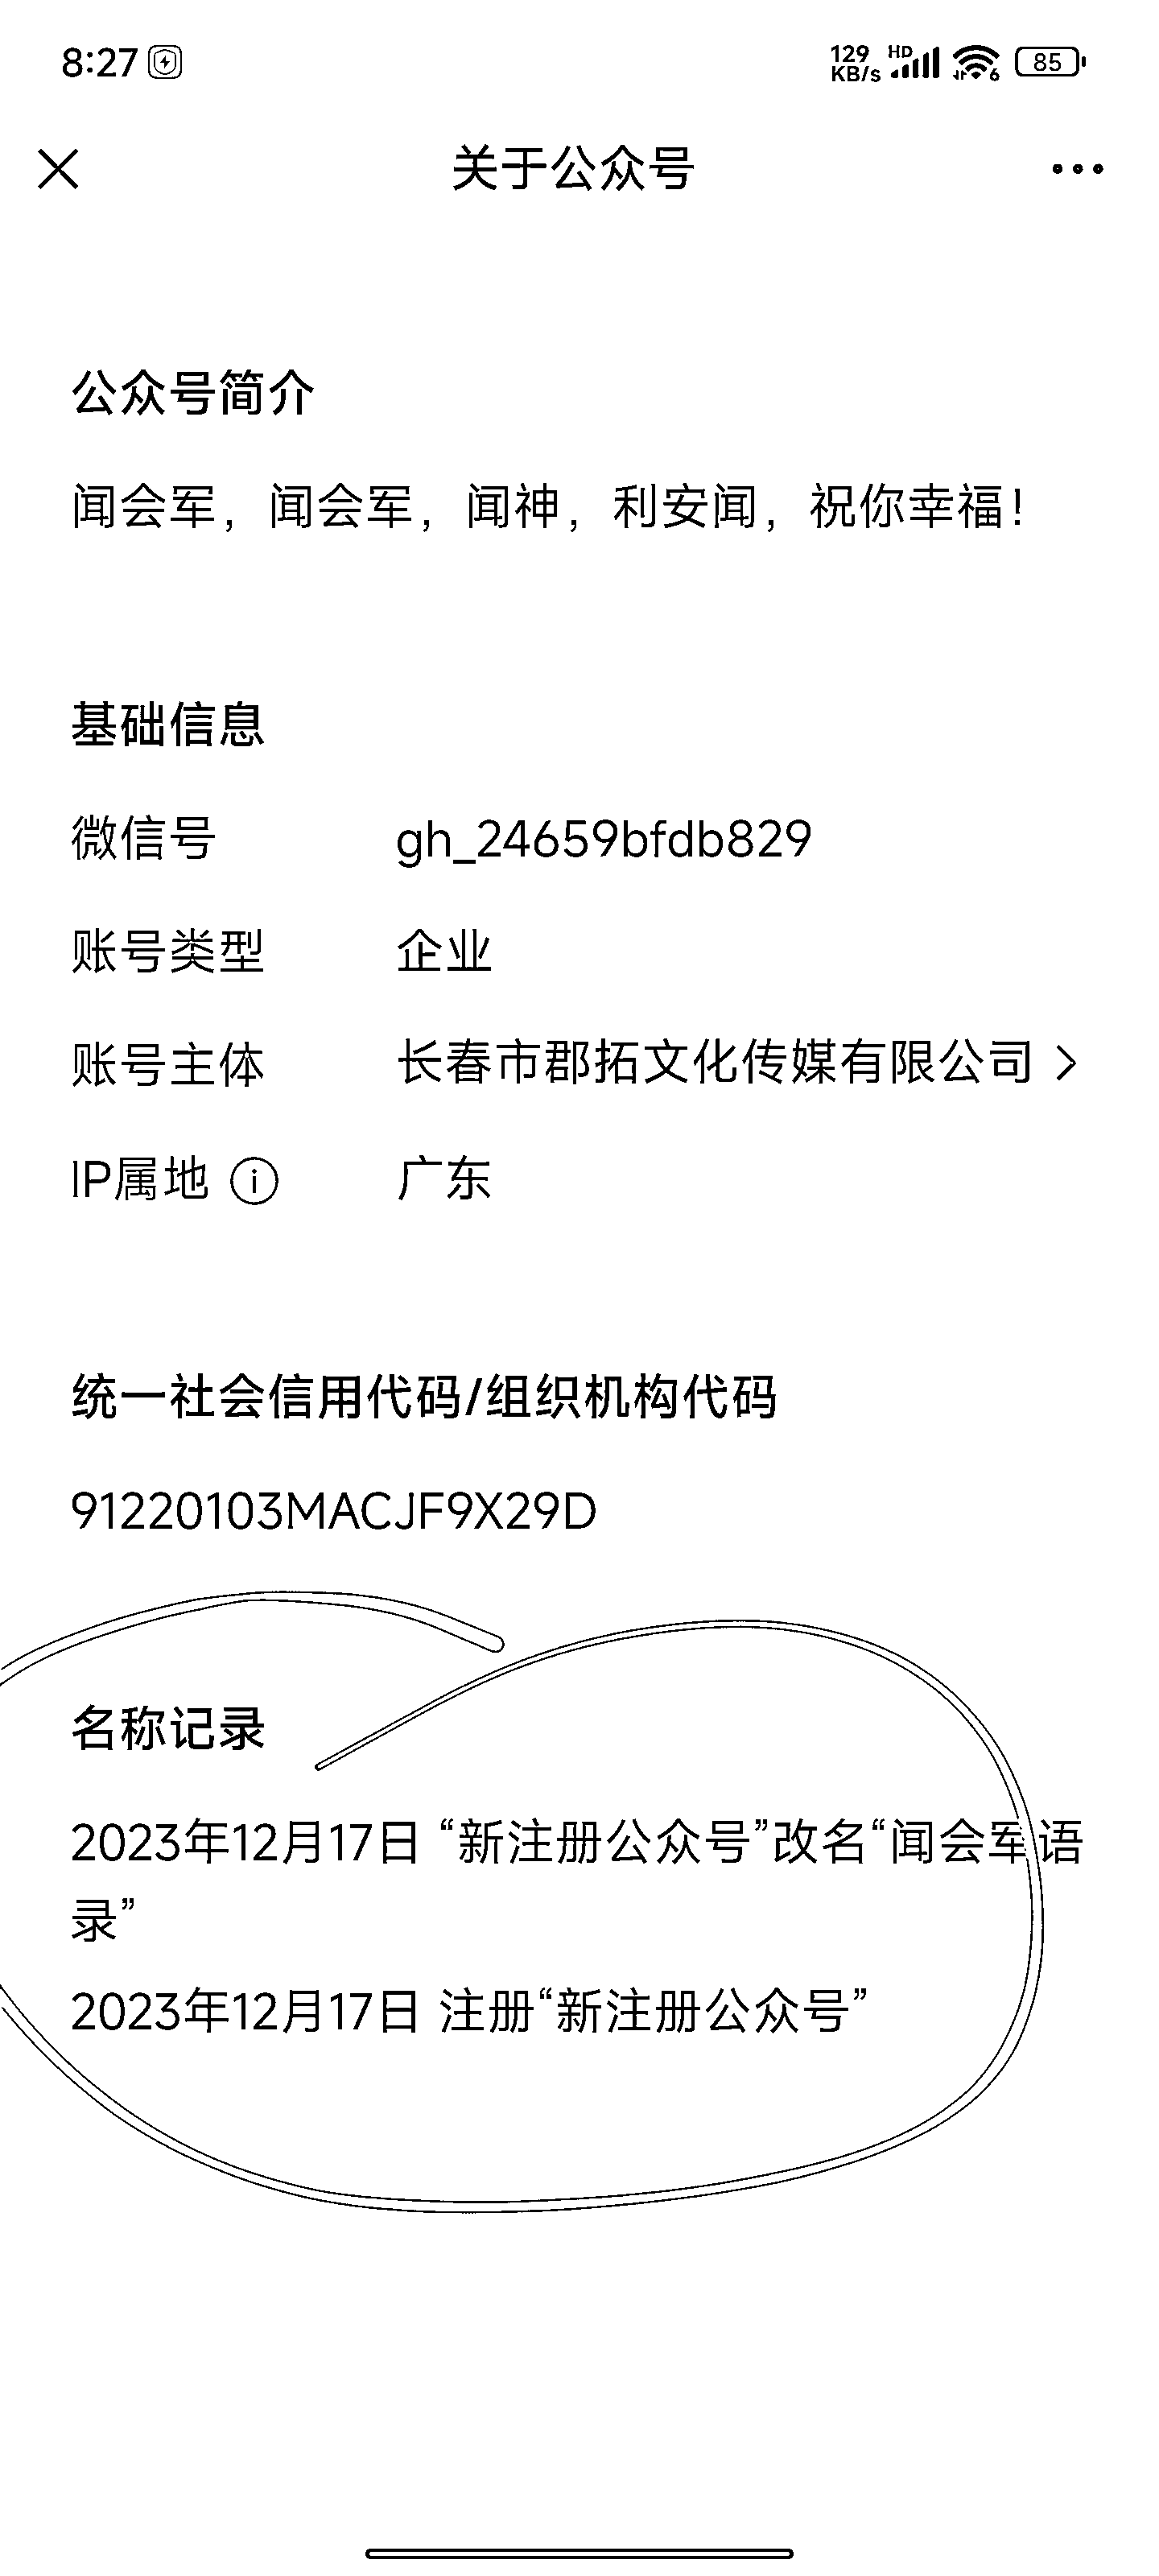 8:27 129 KB/s HD 6 85
关于公众号
公众号简介
闻会军，闻会军，闻神，利安闻，祝你幸福！
基础信息
微信号 gh_24659bfdb829
账号类型 企业
账号主体 长春市郡拓文化传媒有限公司
IP属地 广东
统一社会信用代码/组织机构代码
91220103MACJF9X29D
名称记录
2023年12月17日 “新注册公众号”改名“闻会军语
录”
2023年12月17日 注册“新注册公众号”